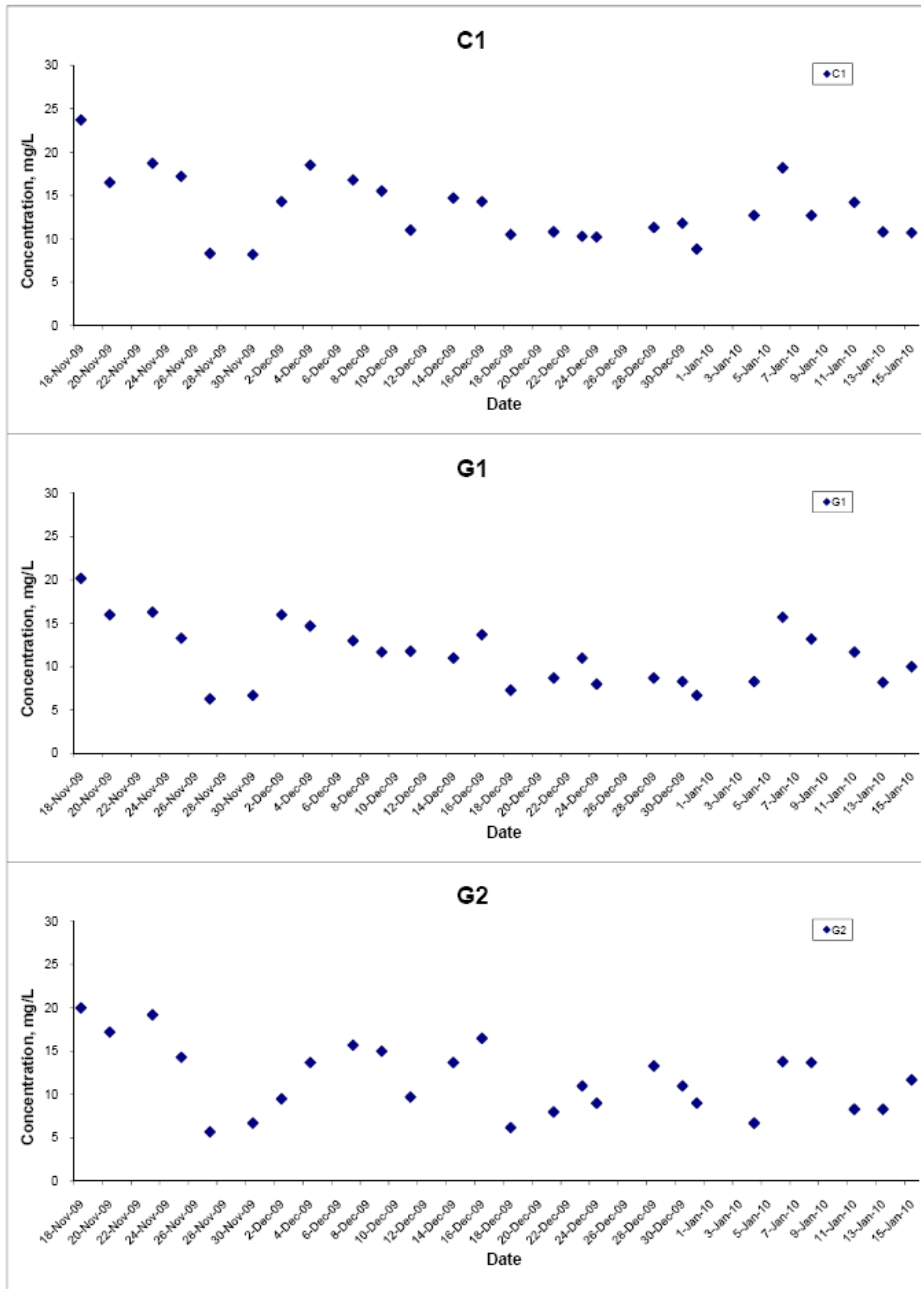 C1
30
25
20
15
10
5
0
Concentration, mg/L
C1
18-Nov-09 20-Nov-09 22-Nov-09 24-Nov-09 26-Nov-09 28-Nov-09 30-Nov-09 2-Dec-09 4-Dec-09 6-Dec-09 8-Dec-09 10-Dec-09 12-Dec-09 14-Dec-09 16-Dec-09 18-Dec-09 20-Dec-09 22-Dec-09 24-Dec-09 26-Dec-09 28-Dec-09 30-Dec-09 1-Jan-10 3-Jan-10 5-Jan-10 7-Jan-10 9-Jan-10 11-Jan-10 13-Jan-10 15-Jan-10
Date
G1
30
25
20
15
10
5
0
Concentration, mg/L
G1
18-Nov-09 20-Nov-09 22-Nov-09 24-Nov-09 26-Nov-09 28-Nov-09 30-Nov-09 2-Dec-09 4-Dec-09 6-Dec-09 8-Dec-09 10-Dec-09 12-Dec-09 14-Dec-09 16-Dec-09 18-Dec-09 20-Dec-09 22-Dec-09 24-Dec-09 26-Dec-09 28-Dec-09 30-Dec-09 1-Jan-10 3-Jan-10 5-Jan-10 7-Jan-10 9-Jan-10 11-Jan-10 13-Jan-10 15-Jan-10
Date
G2
30
25
20
15
10
5
0
Concentration, mg/L
G2
18-Nov-09 20-Nov-09 22-Nov-09 24-Nov-09 26-Nov-09 28-Nov-09 30-Nov-09 2-Dec-09 4-Dec-09 6-Dec-09 8-Dec-09 10-Dec-09 12-Dec-09 14-Dec-09 16-Dec-09 18-Dec-09 20-Dec-09 22-Dec-09 24-Dec-09 26-Dec-09 28-Dec-09 30-Dec-09 1-Jan-10 3-Jan-10 5-Jan-10 7-Jan-10 9-Jan-10 11-Jan-10 13-Jan-10 15-Jan-10
Date